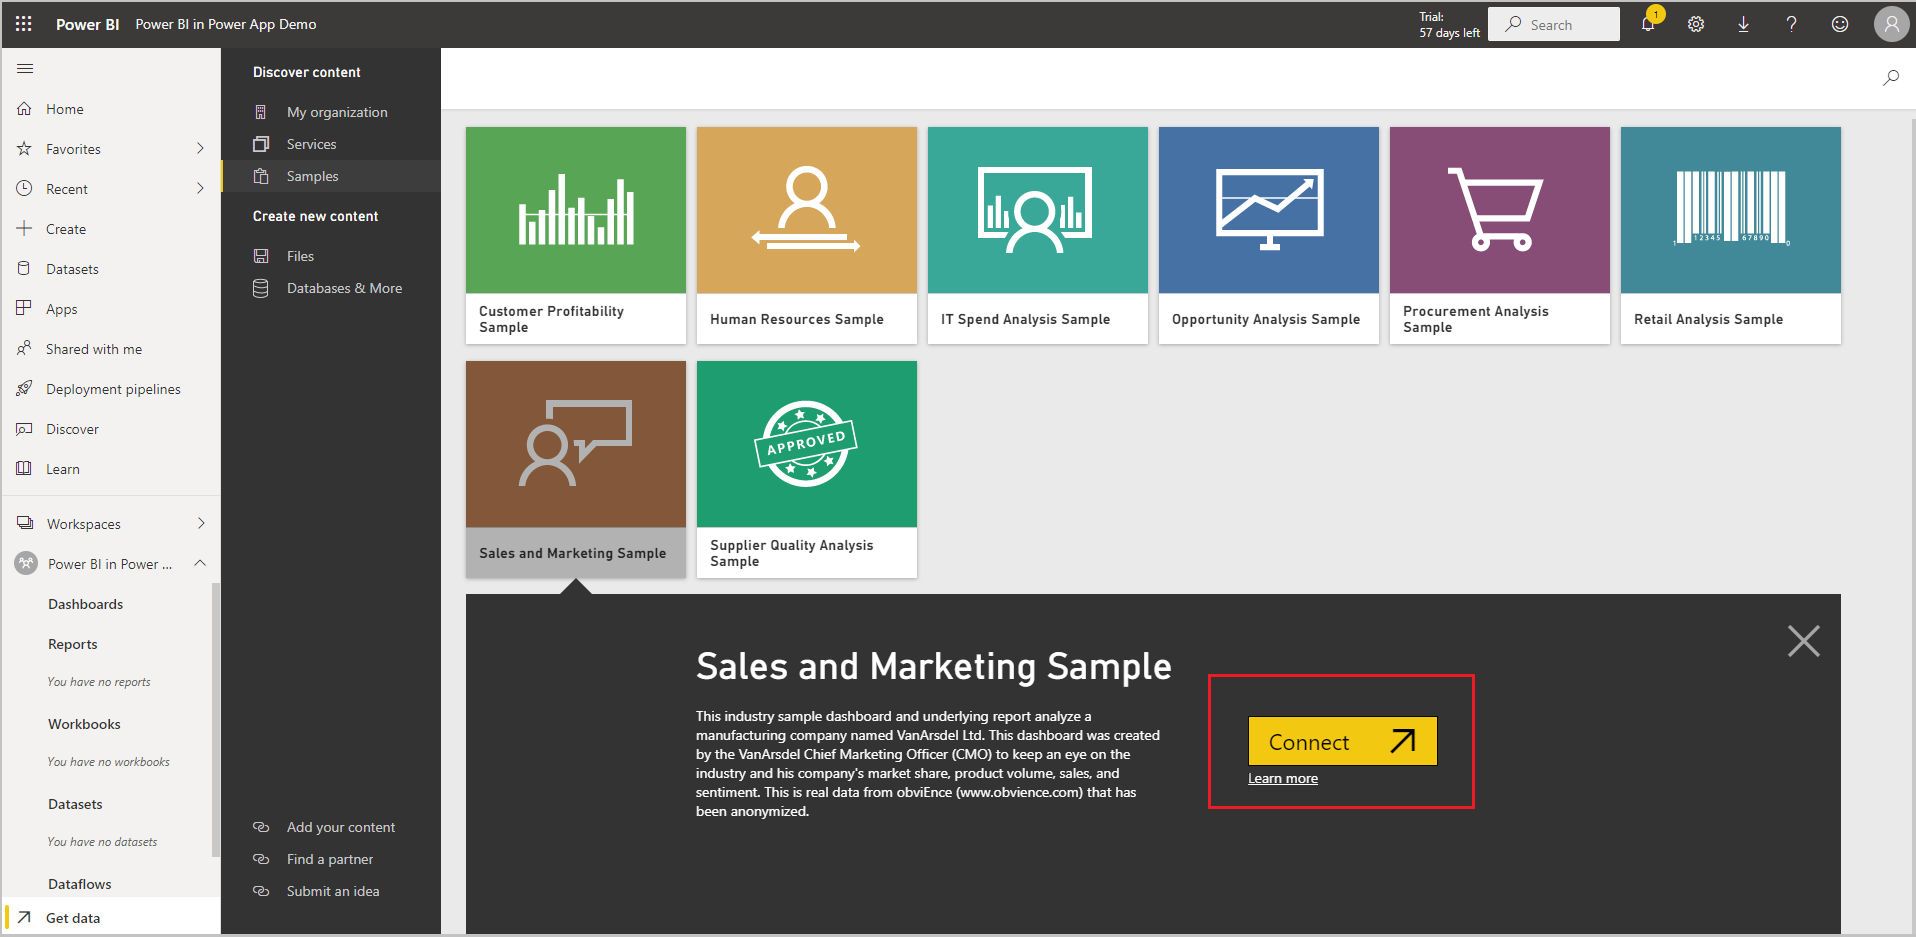 Power BI Power BI in Power App Demo
Trial:
57 days left
Search
1
Home
Favorites
Recent
Create
Datasets
Apps
Shared with me
Deployment pipelines
Discover
Learn
Workspaces
Power BI in Power ...
Dashboards
Reports
You have no reports
Workbooks
You have no workbooks
Datasets
You have no datasets
Dataflows
Get data
Discover content
My organization
Services
Samples
Create new content
Files
Databases & More
Add your content
Find a partner
Submit an idea
Customer Profitability
Sample
Human Resources Sample
IT Spend Analysis Sample
Opportunity Analysis Sample
Procurement Analysis
Sample
1 12345 67890 0
Retail Analysis Sample
Sales and Marketing Sample
APPROVED
Supplier Quality Analysis
Sample
Sales and Marketing Sample
This industry sample dashboard and underlying report analyze a
manufacturing company named VanArsdel Ltd. This dashboard was created
by the VanArsdel Chief Marketing Officer (CMO) to keep an eye on the
industry and his company's market share, product volume, sales, and
sentiment. This is real data from obviEnce (www.obvience.com) that has
been anonymized.
Connect
Learn more